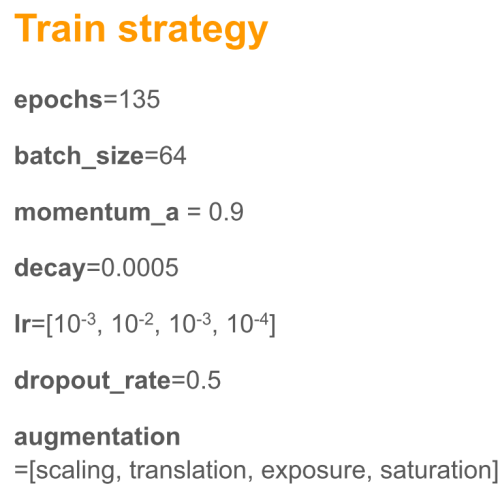 Train strategy
epochs=135
batch_size=64
momentum_a = 0.9
decay=0.0005
lr=[10⁻³, 10⁻², 10⁻³, 10⁻⁴]
dropout_rate=0.5
augmentation
=[scaling, translation, exposure, saturation]